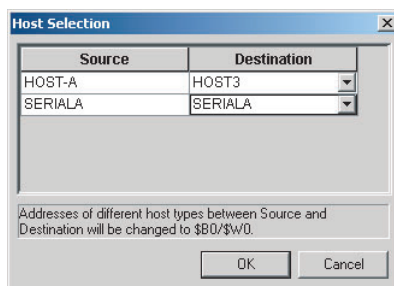 Host Selection
Source Destination
HOST-A HOST3
SERIALA SERIALA
Addresses of different host types between Source and
Destination will be changed to $B0/$W0.
OK Cancel